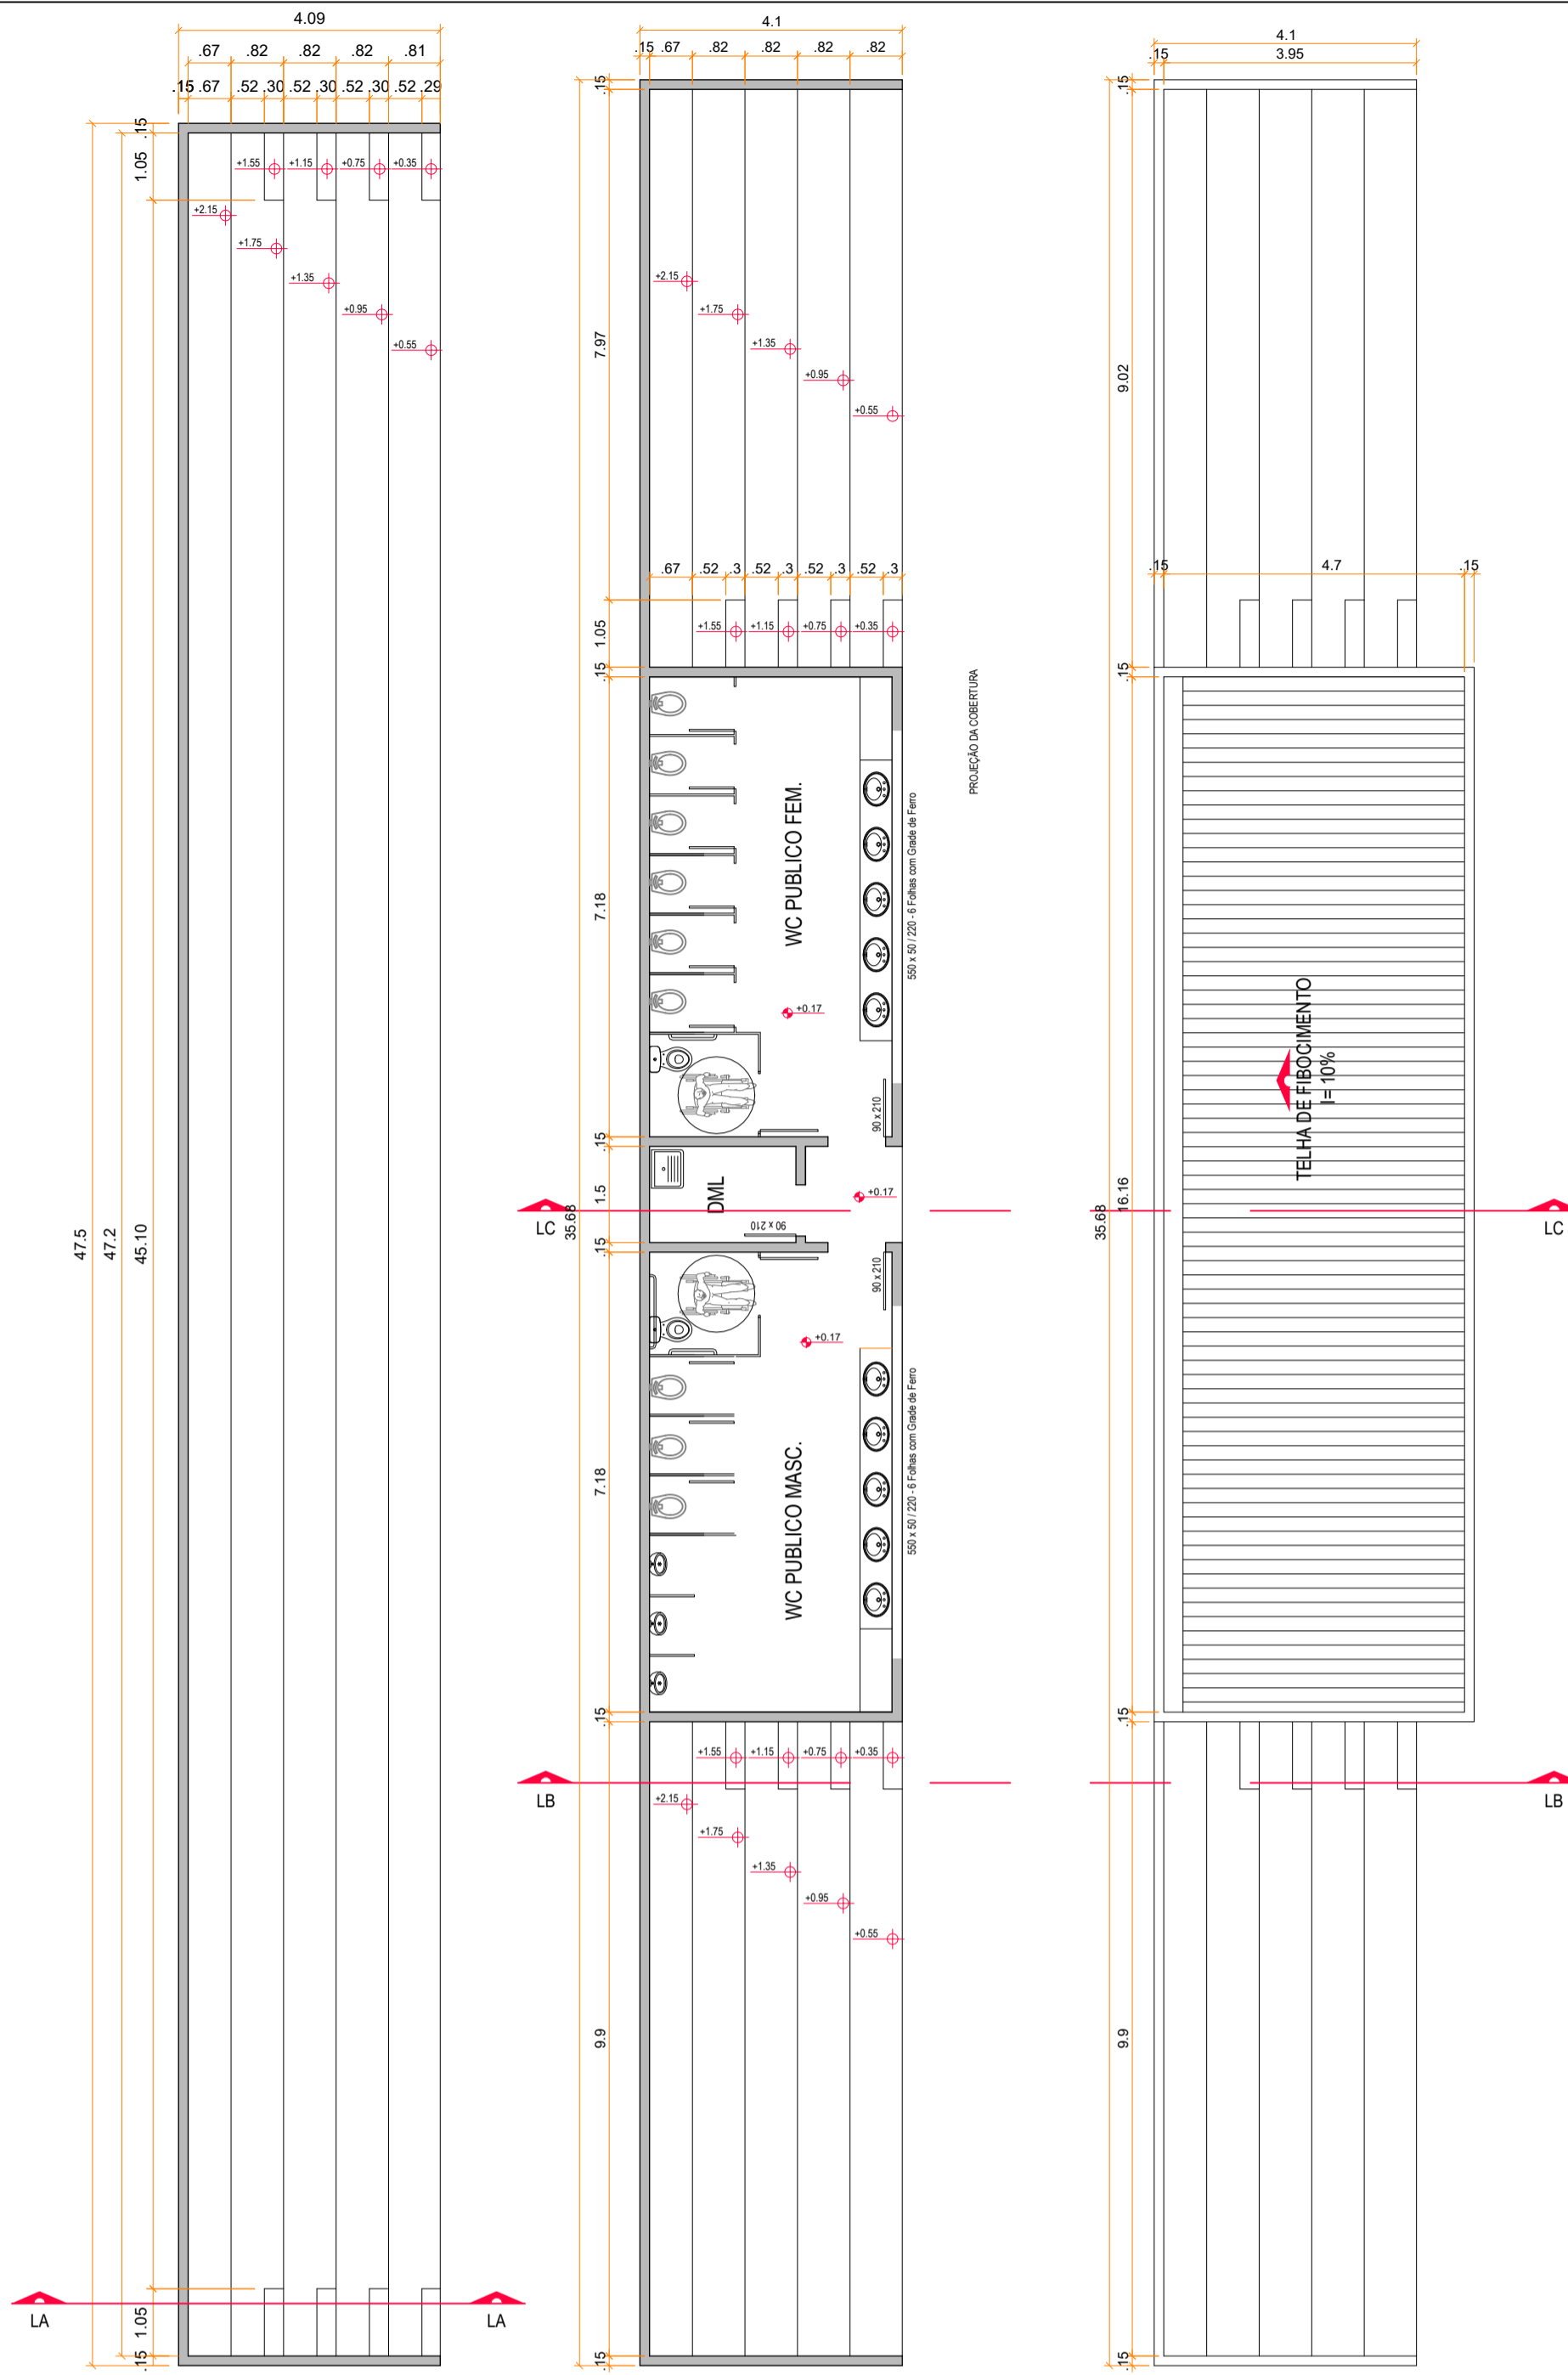 4.09
.67 .82 .82 .82 .81
.15 .67 .52 .30 .52 .30 .52 .30 .52 .29
.15
1.05
47.5
47.2
45.10
+1.55 +1.15 +0.75 +0.35
+2.15
+1.75
+1.35
+0.95
+0.55
LA
LA
1.05
.15
4.1
.15 .67 .82 .82 .82 .82
.15
7.97
+2.15
+1.75
+1.35
+0.95
+0.55
.67 .52 .3 .52 .3 .52 .3 .52 .3
1.05
+1.55 +1.15 +0.75 +0.35
.15
PROJEÇÃO DA COBERTURA
7.18
WC PUBLICO FEM.
550 x 50 / 220 - 6 Folhas com Grade de Ferro
+0.17
90 x 210
.15
1.5
DML
+0.17
LC
35.68
90 x 210
.15
90 x 210
+0.17
7.18
WC PUBLICO MASC.
550 x 50 / 220 - 6 Folhas com Grade de Ferro
.15
+1.55 +1.15 +0.75 +0.35
LB
+2.15
+1.75
+1.35
+0.95
+0.55
9.9
.15
4.1
.15 3.95
.15
9.02
.15 4.7 .15
.15
TELHA DE FIBOCIMENTO
I= 10%
16.16
35.68
LC
.15
LB
9.9
.15